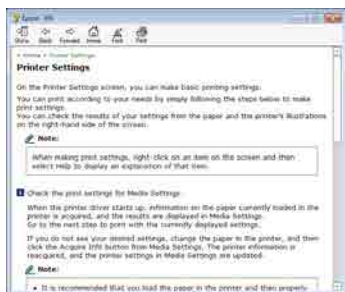 Epson Info
Show Back Forward Home Font Print
> Home > Printer Settings
Printer Settings
On the Printer Settings screen, you can make basic printing settings.
You can print according to your needs by simply following the steps below to make
print settings.
You can check the results of your settings from the paper and the printer's illustrations
on the right-hand side of the screen.
Note:
When making print settings, right-click on an item on the screen and then
select Help to display an explanation of that item.
1 Check the print settings for Media Settings
When the printer driver starts up, information on the paper currently loaded in the
printer is acquired, and the results are displayed in Media Settings.
Go to the next step to print with the currently displayed settings.
If you do not see your desired settings, change the paper in the printer, and then
click the Acquire Info button from Media Settings. The printer information is
reacquired, and the printer settings in Media Settings are updated.
Note:
• It is recommended that you load the paper in the printer and then properly